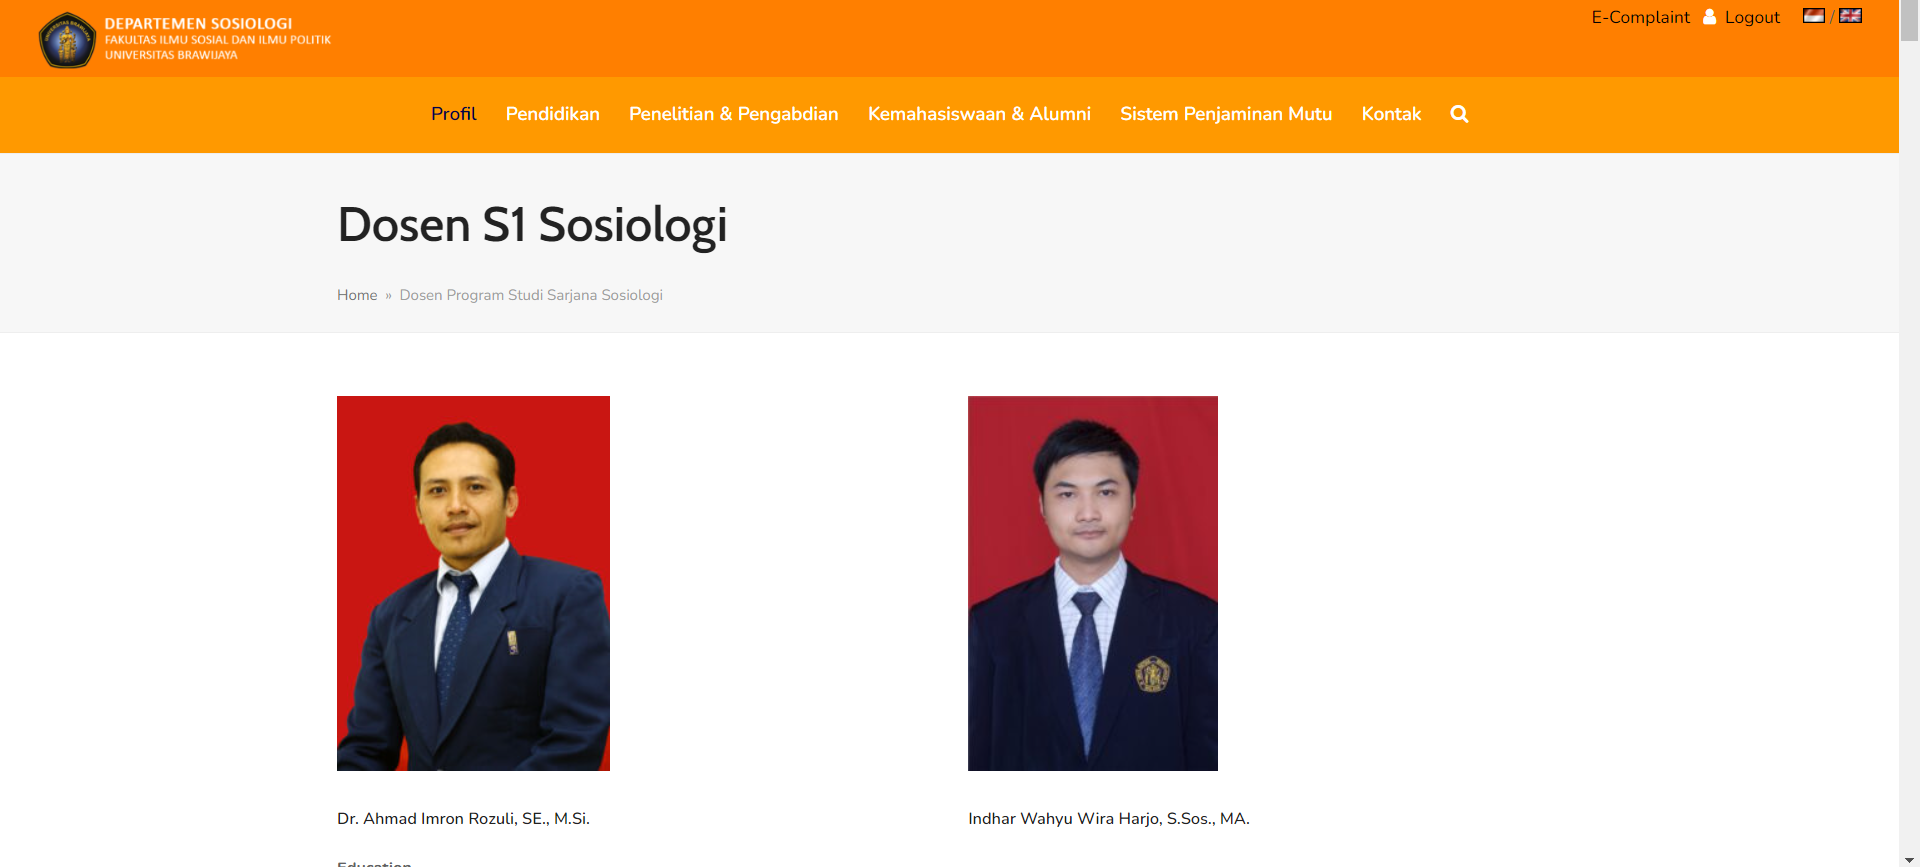 DEPARTEMEN SOSIOLOGI
FAKULTAS ILMU SOSIAL DAN ILMU POLITIK
UNIVERSITAS BRAWIJAYA
E-Complaint Logout /
Profil Pendidikan Penelitian & Pengabdian Kemahasiswaan & Alumni Sistem Penjaminan Mutu Kontak
Dosen S1 Sosiologi
Home » Dosen Program Studi Sarjana Sosiologi
Dr. Ahmad Imron Rozuli, SE., M.Si.
Indhar Wahyu Wira Harjo, S.Sos., MA.
Education